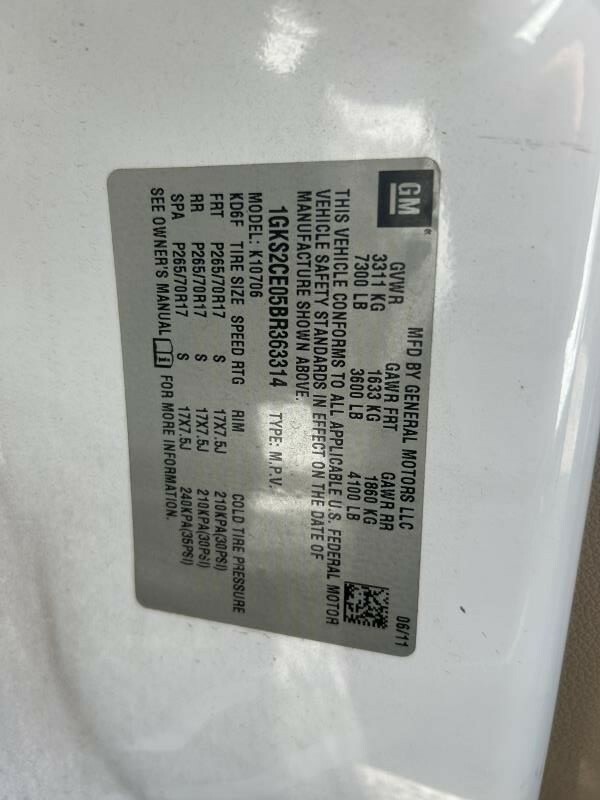 GM®
MFD BY GENERAL MOTORS LLC
06/11
GVWR GAWR FRT GAWR RR
3311 KG 1633 KG 1860 KG
7300 LB 3600 LB 4100 LB
THIS VEHICLE CONFORMS TO ALL APPLICABLE U.S. FEDERAL MOTOR
VEHICLE SAFETY STANDARDS IN EFFECT ON THE DATE OF
MANUFACTURE SHOWN ABOVE.
1GKS2CE05BR363314 TYPE: M.P.V.
MODEL: K10706
KD6F TIRE SIZE SPEED RTG RIM COLD TIRE PRESSURE
FRT P265/70R17 S 17X7.5J 210KPA(30PSI)
RR P265/70R17 S 17X7.5J 210KPA(30PSI)
SPA P265/70R17 S 17X7.5J 240KPA(35PSI)
SEE OWNER'S MANUAL FOR MORE INFORMATION.